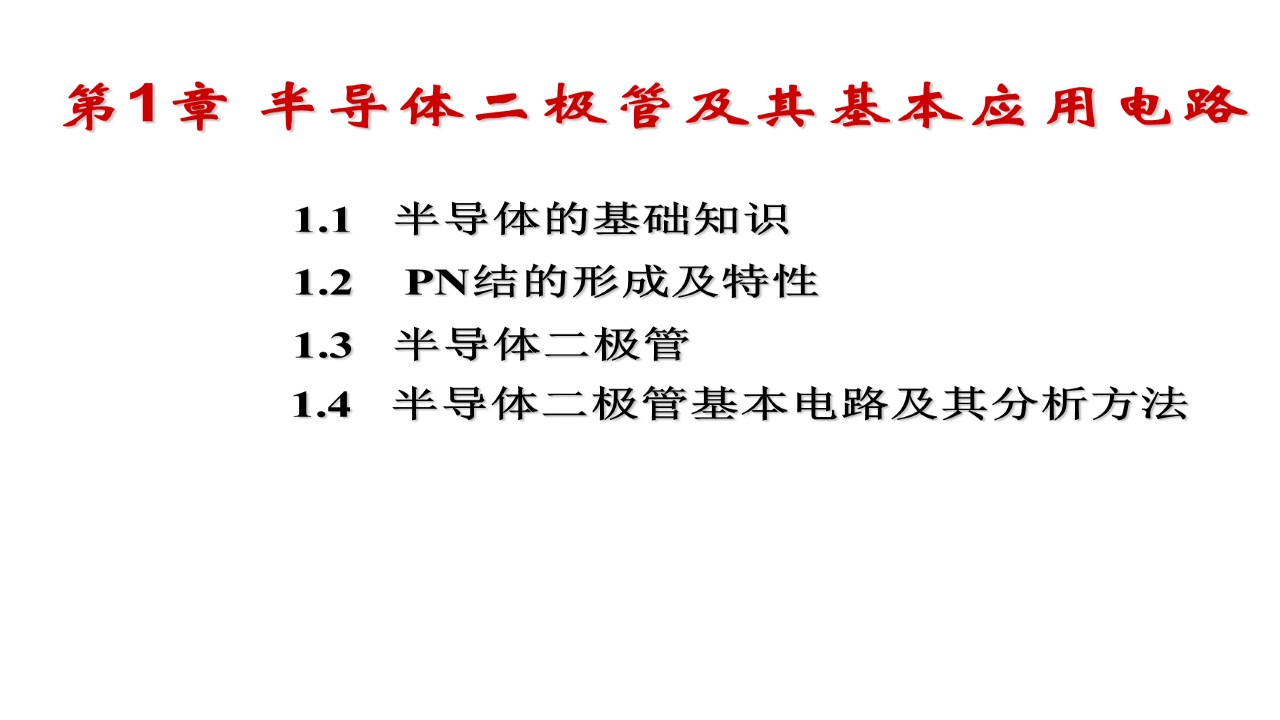 第1章 半导体二极管及其基本应用电路
1.1 半导体的基础知识
1.2 PN结的形成及特性
1.3 半导体二极管
1.4 半导体二极管基本电路及其分析方法